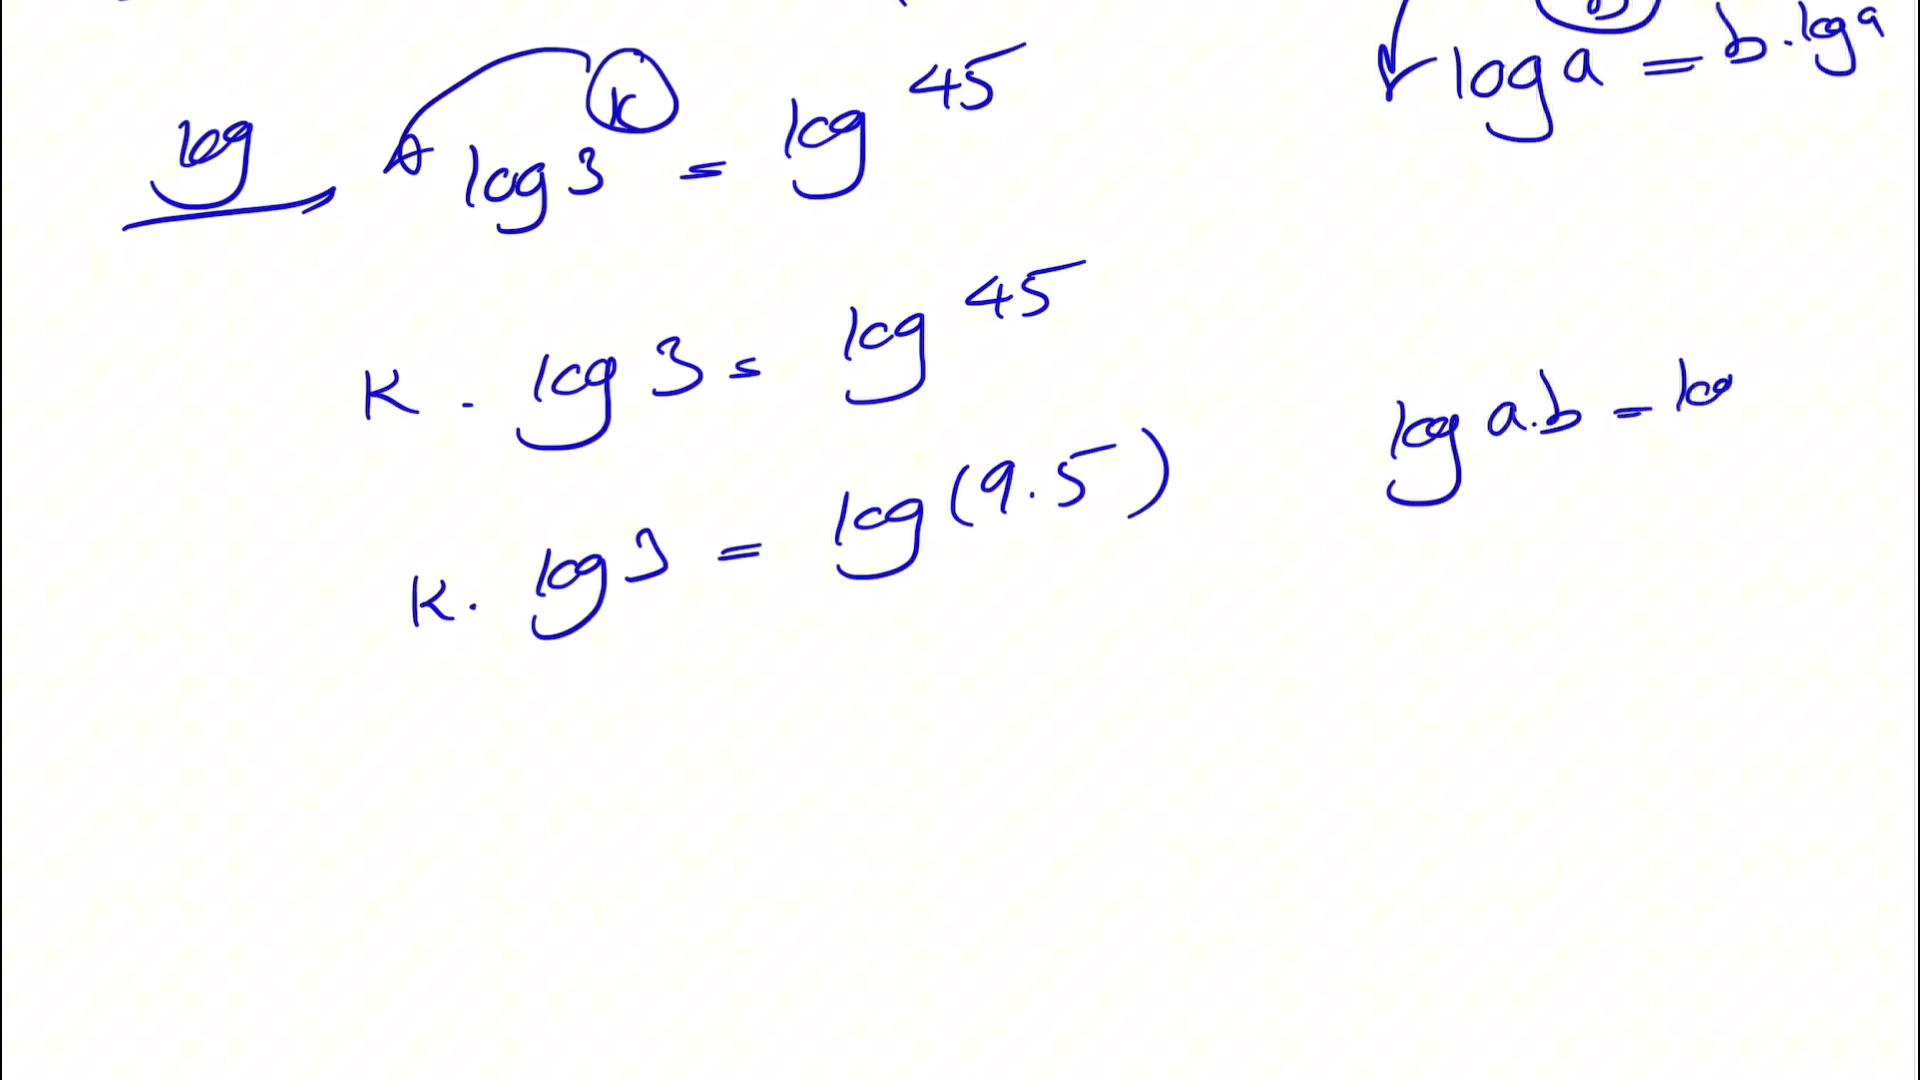 log log 3^K = log 45
log a^b = b.log a
K . log 3 = log 45
log a.b = log
K. log 3 = log (9.5)